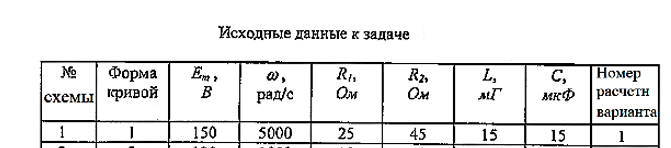 Исходные данные к задаче
№ схемы Форма кривой Em, В ω, рад/с R1, Ом R2, Ом L, мГ C, мкФ Номер расчетн варианта
1 1 150 5000 25 45 15 15 1